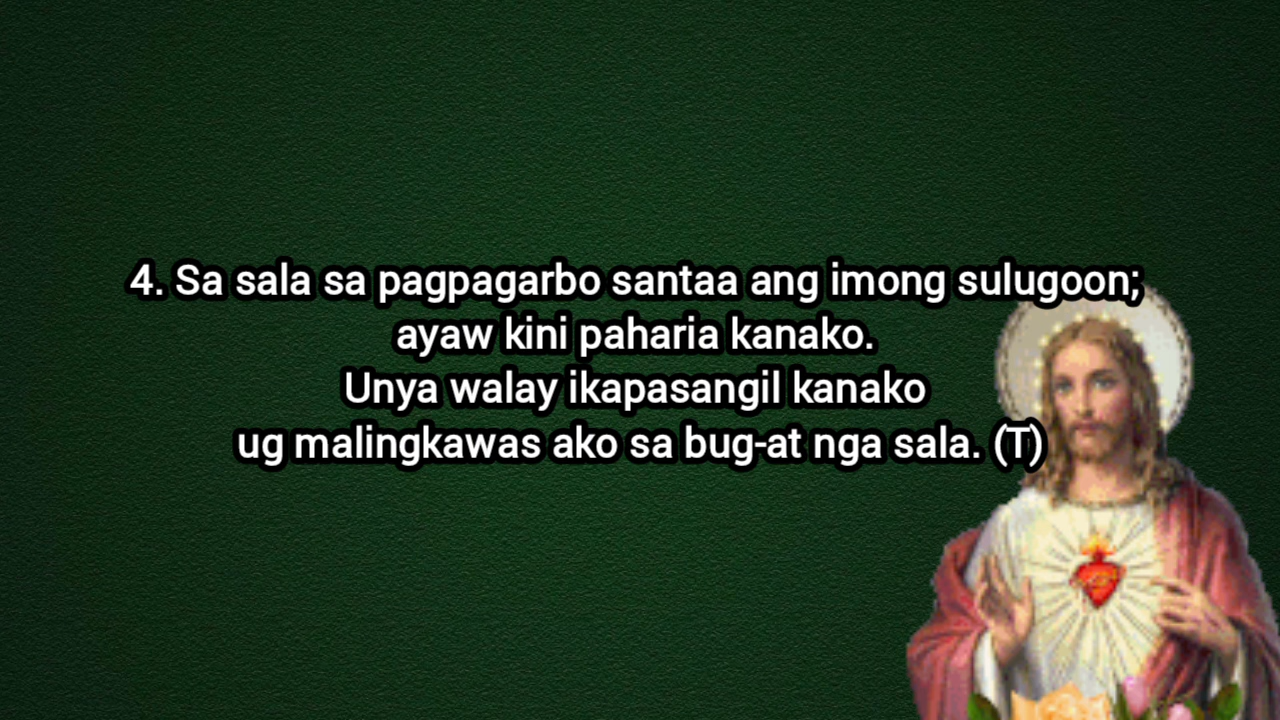 4. Sa sala sa pagpagarbo santaa ang imong sulugoon;
ayaw kini paharia kanako.
Unya walay ikapasangil kanako
ug malingkawas ako sa bug-at nga sala. (T)